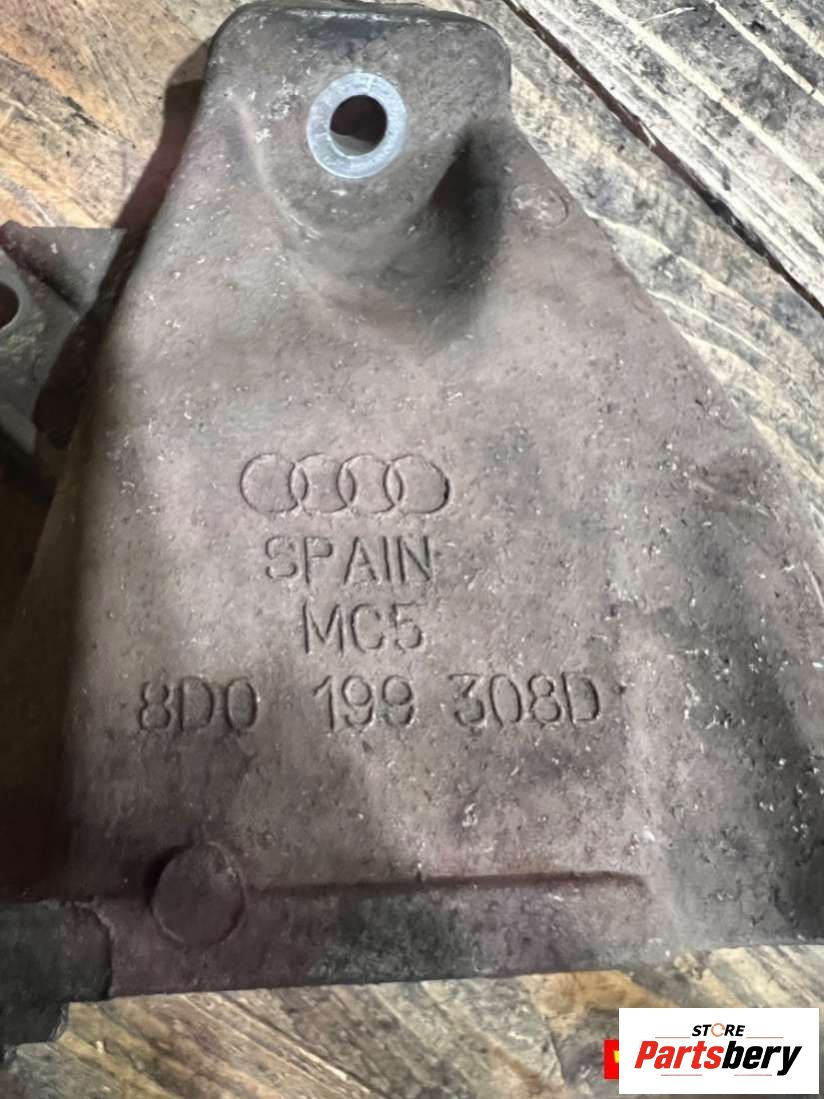 SPAIN
MC5
8D0 199 308D
STORE
Partsbery